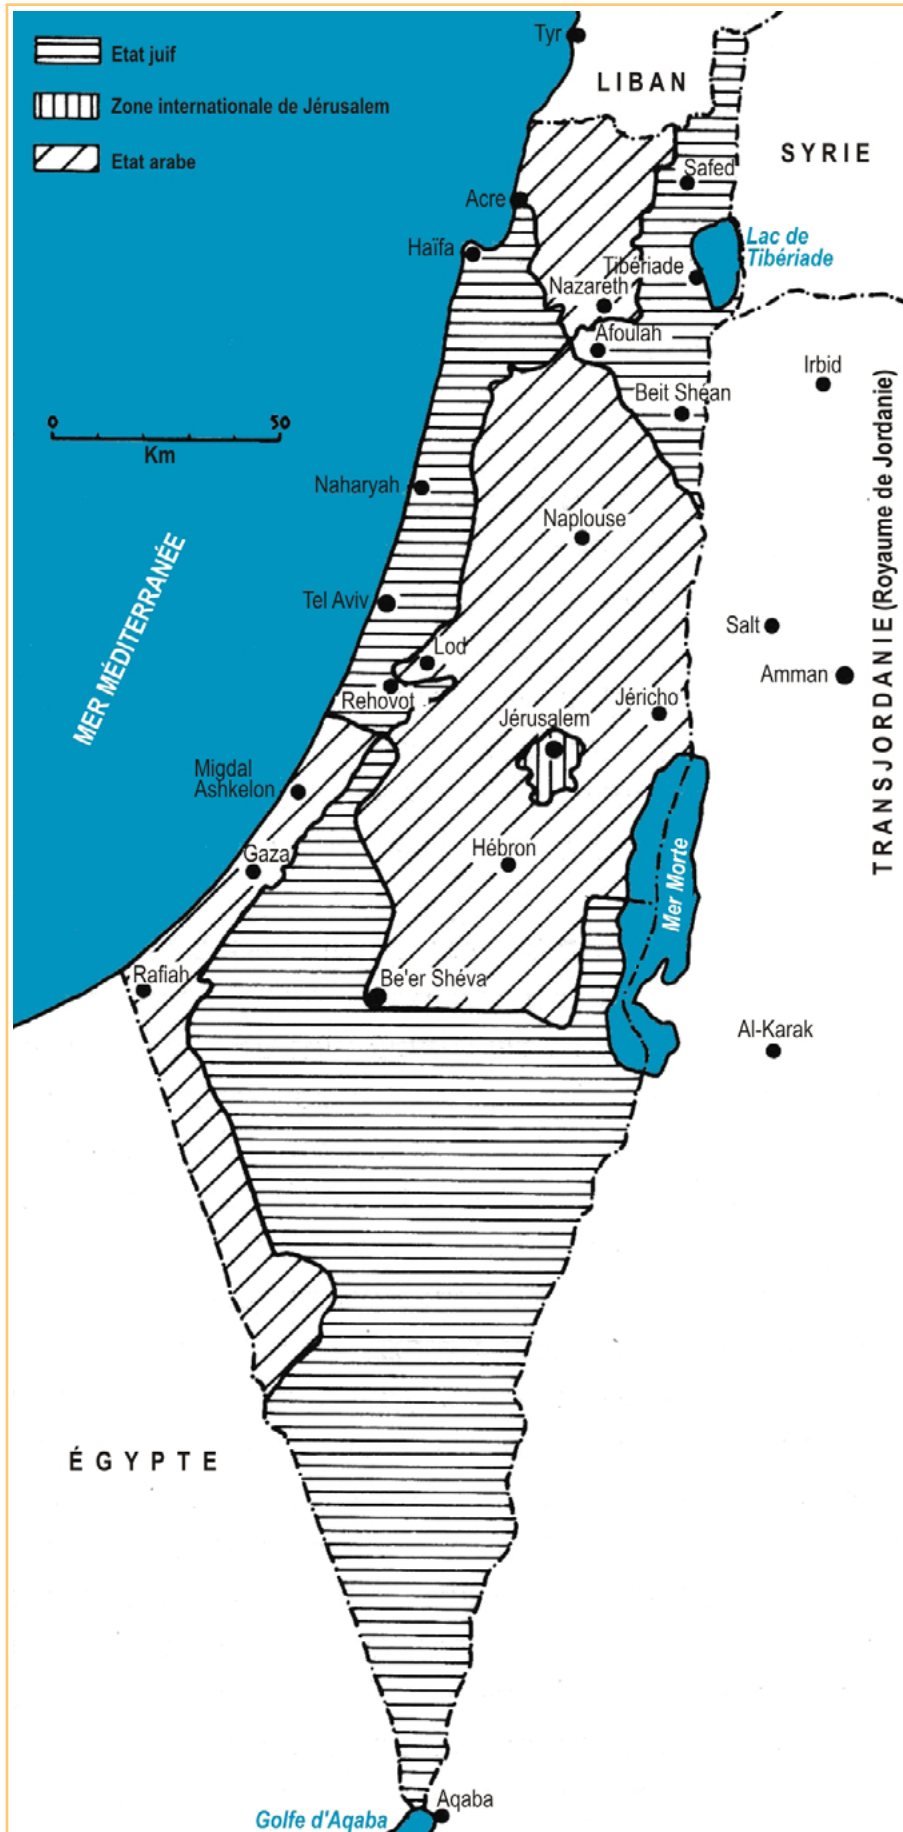 Etat juif
Zone internationale de Jérusalem
Etat arabe
Tyr
LIBAN
SYRIE
Safed
Acre
Haïfa
Lac de
Tibériade
Tibériade
Nazareth
Afoulah
Irbid
Beit Shéan
0 50
Km
Naharyah
Naplouse
MER MÉDITERRANÉE
Tel Aviv
Salt
Lod
Amman
Rehovot
Jéricho
Jérusalem
TRANSJORDANIE (Royaume de Jordanie)
Migdal
Ashkelon
Gaza
Hébron
Mer Morte
Rafiah
Be'er Shéva
Al-Karak
ÉGYPTE
Aqaba
Golfe d'Aqaba